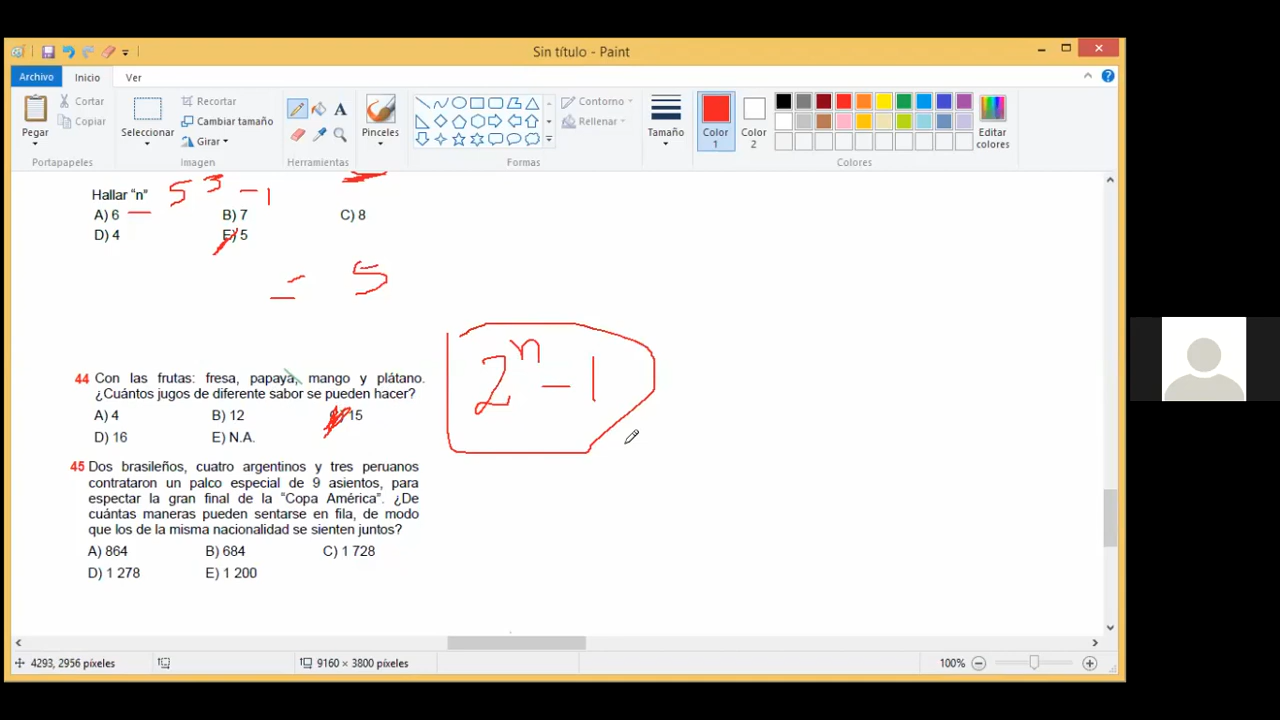 Sin título - Paint
Archivo Inicio Ver
Pegar
Cortar
Copiar
Portapapeles
Seleccionar
Recortar
Cambiar tamaño
Girar
Imagen
A
Herramientas
Pinceles
Contorno
Rellenar
Formas
Tamaño
Color 1
Color 2
Editar colores
Colores
Hallar “n” 5³ - 1
A) 6 B) 7 C) 8
D) 4 E) 5
= 5
2ⁿ - 1
44 Con las frutas: fresa, papaya, mango y plátano.
¿Cuántos jugos de diferente sabor se pueden hacer?
A) 4 B) 12 15
D) 16 E) N.A.
45 Dos brasileños, cuatro argentinos y tres peruanos
contrataron un palco especial de 9 asientos, para
espectar la gran final de la “Copa América”. ¿De
cuántas maneras pueden sentarse en fila, de modo
que los de la misma nacionalidad se sienten juntos?
A) 864 B) 684 C) 1 728
D) 1 278 E) 1 200
4293, 2956 píxeles 9160 × 3800 píxeles 100%